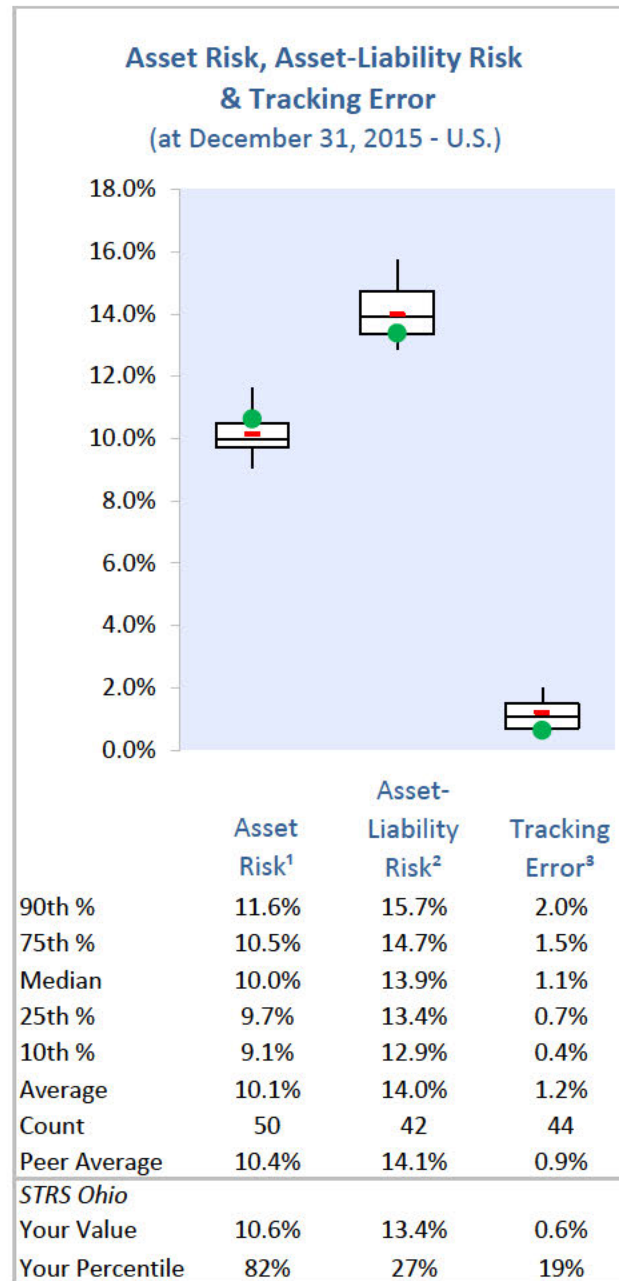 Asset Risk, Asset-Liability Risk
& Tracking Error
(at December 31, 2015 - U.S.)
18.0%
16.0%
14.0%
12.0%
10.0%
8.0%
6.0%
4.0%
2.0%
0.0%
Asset Risk¹ Asset-Liability Risk² Tracking Error³
90th % 11.6% 15.7% 2.0%
75th % 10.5% 14.7% 1.5%
Median 10.0% 13.9% 1.1%
25th % 9.7% 13.4% 0.7%
10th % 9.1% 12.9% 0.4%
Average 10.1% 14.0% 1.2%
Count 50 42 44
Peer Average 10.4% 14.1% 0.9%
STRS Ohio
Your Value 10.6% 13.4% 0.6%
Your Percentile 82% 27% 19%